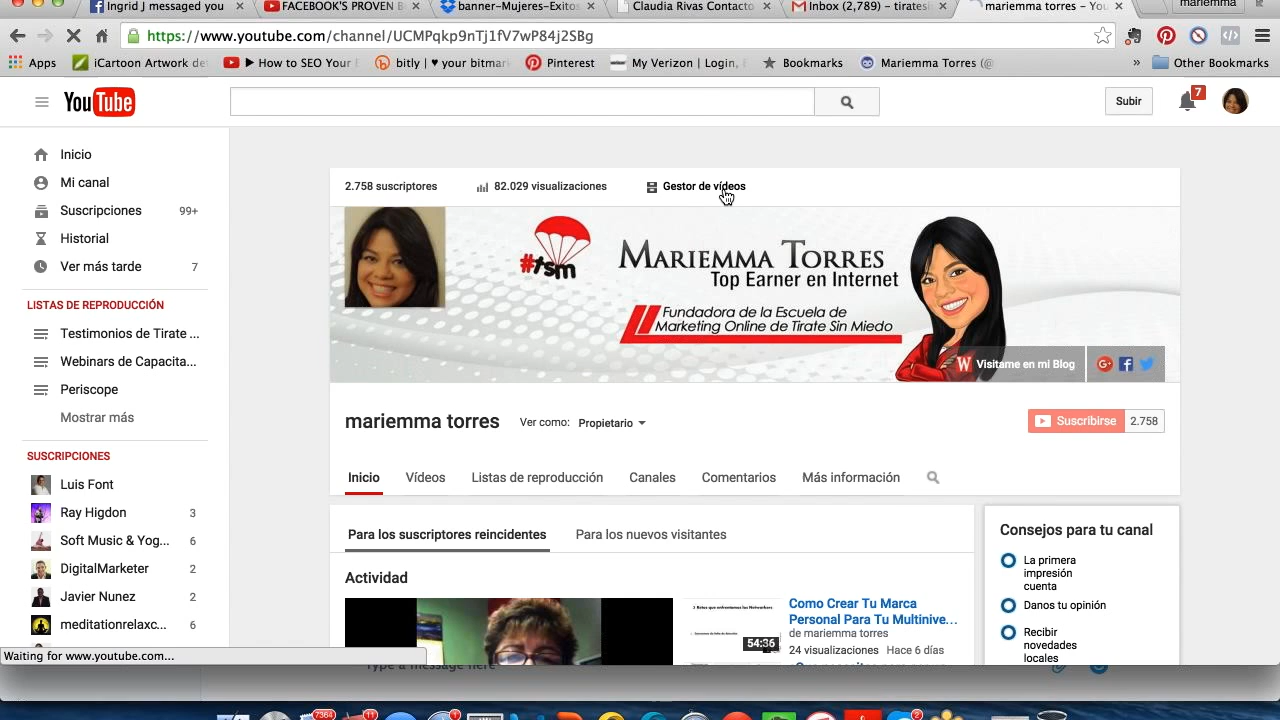 Ingrid J messaged you
FACEBOOK'S PROVEN B
banner-Mujeres-Exitos
Claudia Rivas Contacto
Inbox (2,789) – tiratesi
mariemma torres – You
mariemma
https://www.youtube.com/channel/UCMPqkp9nTj1fV7wP84j2SBg
Apps
iCartoon Artwork de
▶ How to SEO Your
bitly | ♥ your bitmar
Pinterest
My Verizon | Login,
Bookmarks
Mariemma Torres (@
»
Other Bookmarks
YouTube
Subir
7
Inicio
Mi canal
Suscripciones 99+
Historial
Ver más tarde 7
LISTAS DE REPRODUCCIÓN
Testimonios de Tirate ...
Webinars de Capacita...
Periscope
Mostrar más
SUSCRIPCIONES
Luis Font
Ray Higdon 3
Soft Music & Yog... 6
DigitalMarketer 2
Javier Nunez 2
meditationrelaxc... 6
2.758 suscriptores
82.029 visualizaciones
Gestor de vídeos
#tsm
Mariemma Torres
Top Earner en Internet
Fundadora de la Escuela de
Marketing Online de Tirate Sin Miedo
W Visitame en mi Blog
mariemma torres
Ver como: Propietario
Suscribirse 2.758
Inicio
Vídeos
Listas de reproducción
Canales
Comentarios
Más información
Para los suscriptores reincidentes
Para los nuevos visitantes
Actividad
54:36
Como Crear Tu Marca
Personal Para Tu Multinive...
de mariemma torres
24 visualizaciones Hace 6 días
Consejos para tu canal
La primera
impresión
cuenta
Danos tu opinión
Recibir
novedades
locales
Waiting for www.youtube.com...
Type a message here
7364
11
1
2